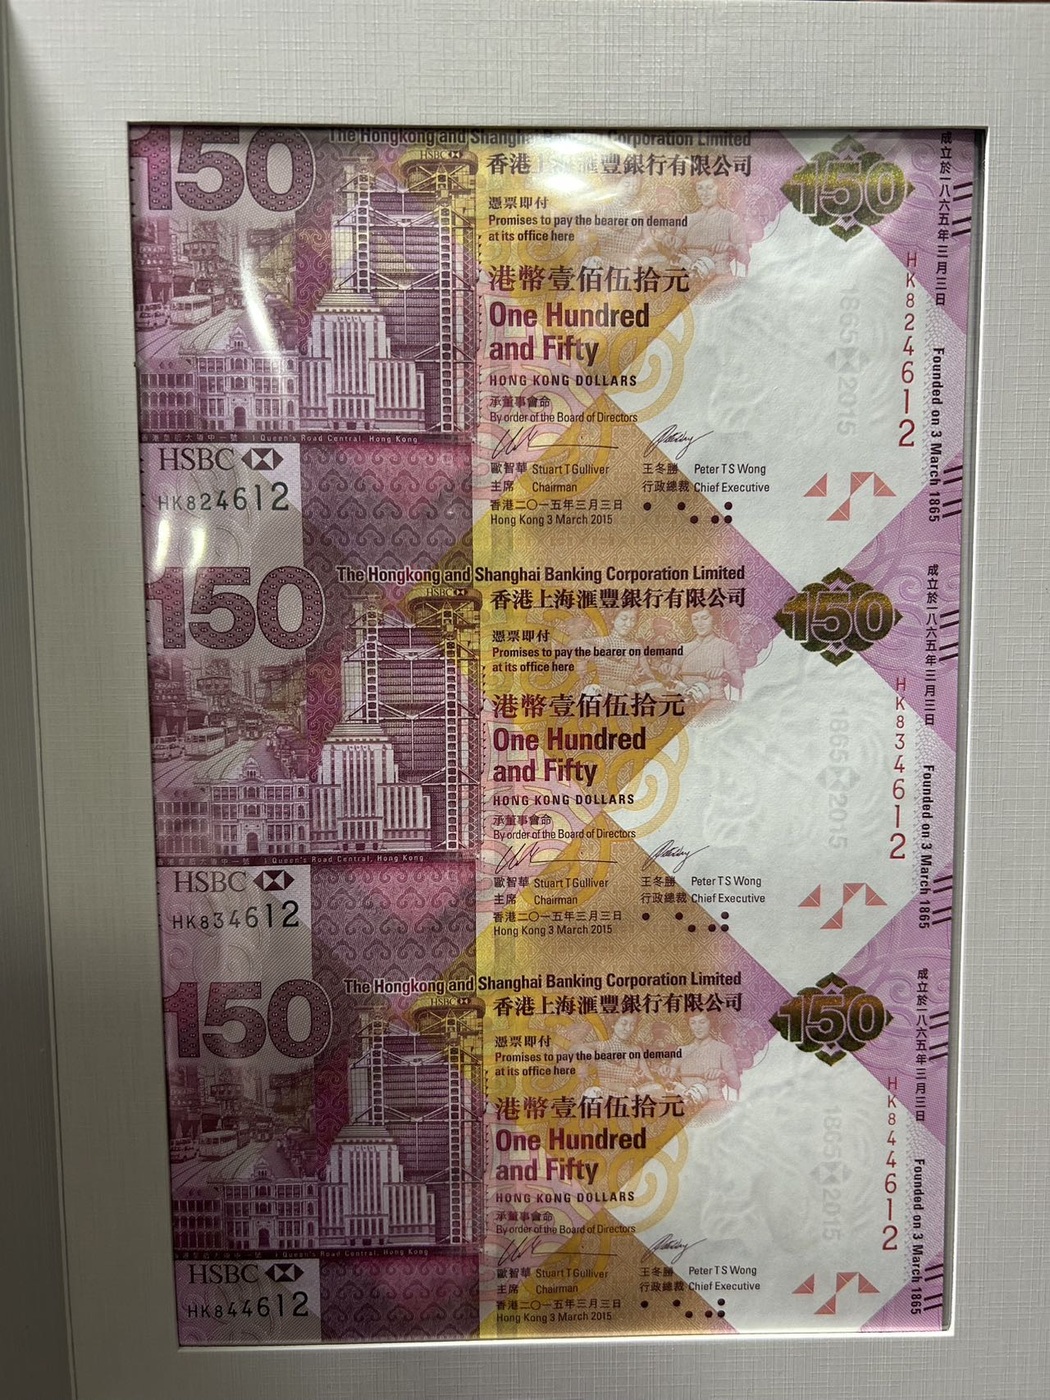 150
The Hongkong and Shanghai Banking Corporation Limited
HSBC
香港上海滙豐銀行有限公司
憑票即付
Promises to pay the bearer on demand
at its office here
港幣壹佰伍拾元
One Hundred
and Fifty
HONG KONG DOLLARS
承董事會命
By order of the Board of Directors
歐智華 Stuart T Gulliver
主席 Chairman
王冬勝 Peter T S Wong
行政總裁 Chief Executive
香港二〇一五年三月三日
Hong Kong 3 March 2015
1 Queen's Road Central, Hong Kong
HSBC
HK824612
150
1865 2015
HK824612
成立於一八六五年三月三日
Founded on 3 March 1865
150
The Hongkong and Shanghai Banking Corporation Limited
HSBC
香港上海滙豐銀行有限公司
憑票即付
Promises to pay the bearer on demand
at its office here
港幣壹佰伍拾元
One Hundred
and Fifty
HONG KONG DOLLARS
承董事會命
By order of the Board of Directors
歐智華 Stuart T Gulliver
主席 Chairman
王冬勝 Peter T S Wong
行政總裁 Chief Executive
香港二〇一五年三月三日
Hong Kong 3 March 2015
1 Queen's Road Central, Hong Kong
HSBC
HK834612
150
1865 2015
HK834612
成立於一八六五年三月三日
Founded on 3 March 1865
150
The Hongkong and Shanghai Banking Corporation Limited
HSBC
香港上海滙豐銀行有限公司
憑票即付
Promises to pay the bearer on demand
at its office here
港幣壹佰伍拾元
One Hundred
and Fifty
HONG KONG DOLLARS
承董事會命
By order of the Board of Directors
歐智華 Stuart T Gulliver
主席 Chairman
王冬勝 Peter T S Wong
行政總裁 Chief Executive
香港二〇一五年三月三日
Hong Kong 3 March 2015
1 Queen's Road Central, Hong Kong
HSBC
HK844612
150
1865 2015
HK844612
成立於一八六五年三月三日
Founded on 3 March 1865